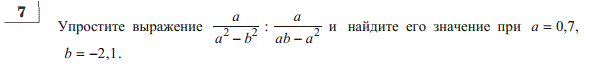 7
Упростите выражение a/(a² − b²) : a/(ab − a²) и найдите его значение при a = 0,7,
b = −2,1.